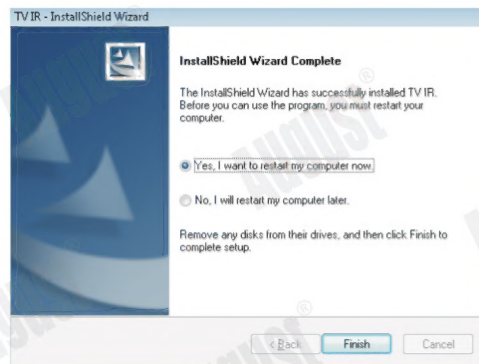 TV IR - InstallShield Wizard
InstallShield Wizard Complete
The InstallShield Wizard has successfully installed TV IR.
Before you can use the program, you must restart your
computer.
Yes, I want to restart my computer now.
No, I will restart my computer later.
Remove any disks from their drives, and then click Finish to
complete setup.
< Back
Finish
Cancel
August®